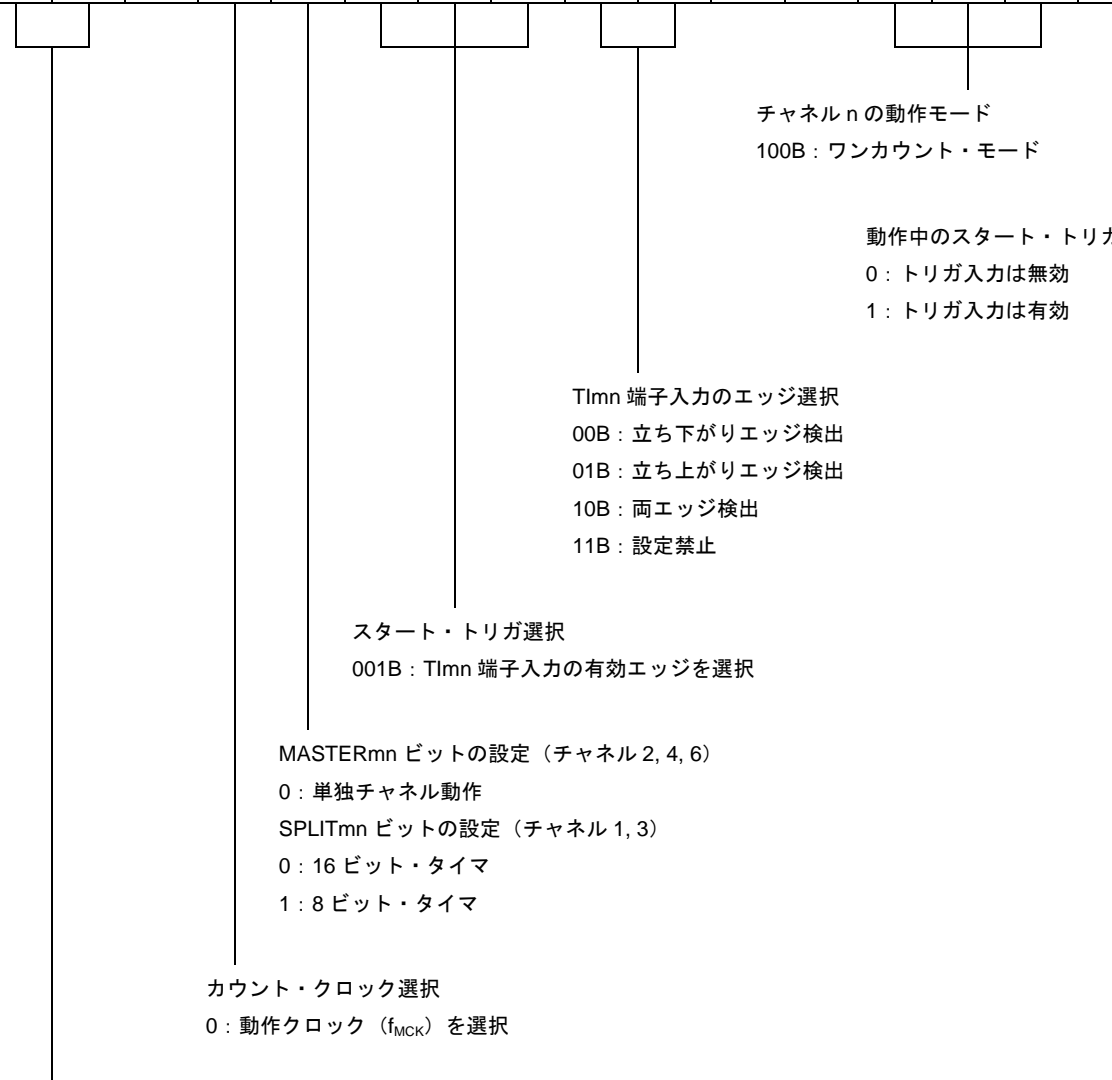 チャネル n の動作モード
100B：ワンカウント・モード
動作中のスタート・トリガ
0：トリガ入力は無効
1：トリガ入力は有効
TImn 端子入力のエッジ選択
00B：立ち下がりエッジ検出
01B：立ち上がりエッジ検出
10B：両エッジ検出
11B：設定禁止
スタート・トリガ選択
001B：TImn 端子入力の有効エッジを選択
MASTERmn ビットの設定（チャネル 2, 4, 6）
0：単独チャネル動作
SPLITmn ビットの設定（チャネル 1, 3）
0：16 ビット・タイマ
1：8 ビット・タイマ
カウント・クロック選択
0：動作クロック（fMCK）を選択